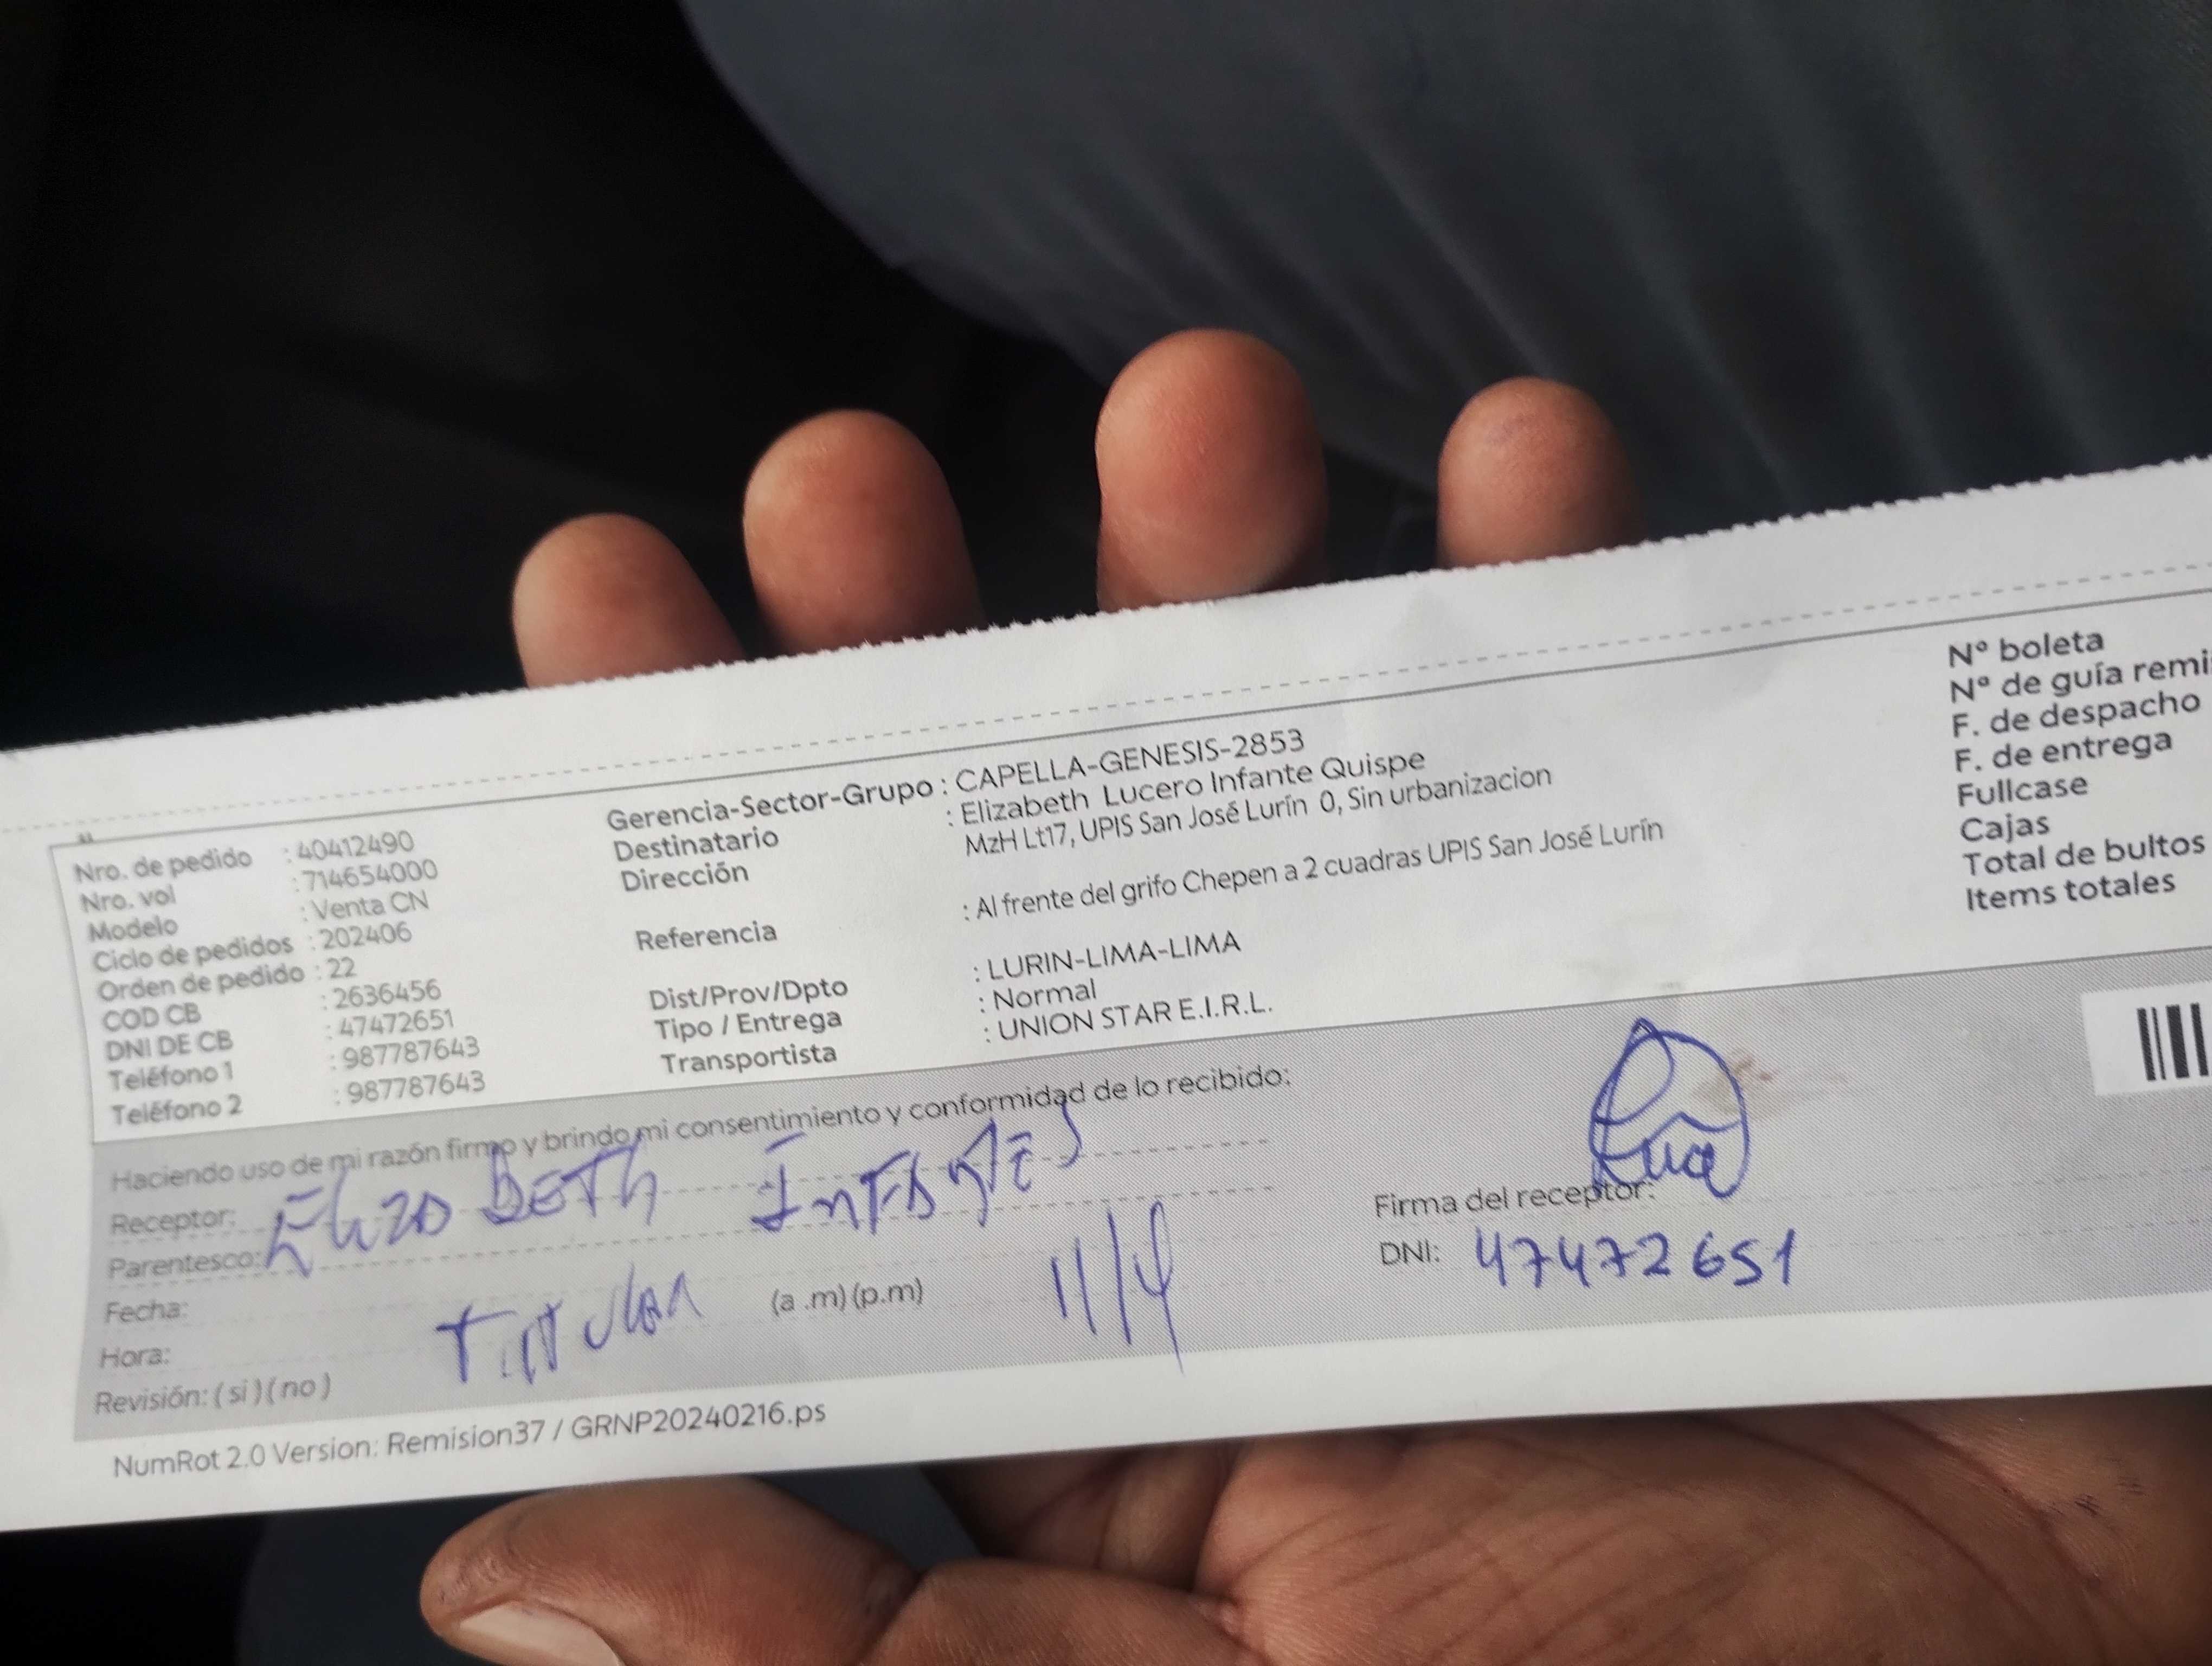 Nro. de pedido : 40412490
Nro. vol : 714654000
Modelo : Venta CN
Ciclo de pedidos : 202406
Orden de pedido : 22
COD CB : 2636456
DNI DE CB : 47472651
Teléfono 1 : 987787643
Teléfono 2 : 987787643
Gerencia-Sector-Grupo : CAPELLA-GENESIS-2853
Destinatario : Elizabeth Lucero Infante Quispe
Dirección MzH Lt17, UPIS San José Lurín 0, Sin urbanizacion
Referencia : Al frente del grifo Chepen a 2 cuadras UPIS San José Lurín
Dist/Prov/Dpto : LURIN-LIMA-LIMA
Tipo / Entrega : Normal
Transportista : UNION STAR E.I.R.L.
Nº boleta
Nº de guía remi
F. de despacho
F. de entrega
Fullcase
Cajas
Total de bultos
Items totales
Haciendo uso de mi razón firmo y brindo mi consentimiento y conformidad de lo recibido:
Receptor:
Parentesco:
Fecha:
Hora: (a .m) (p.m) 11/4
Revisión: ( si ) ( no )
Firma del receptor:
DNI: 47472651
NumRot 2.0 Version: Remision37 / GRNP20240216.ps